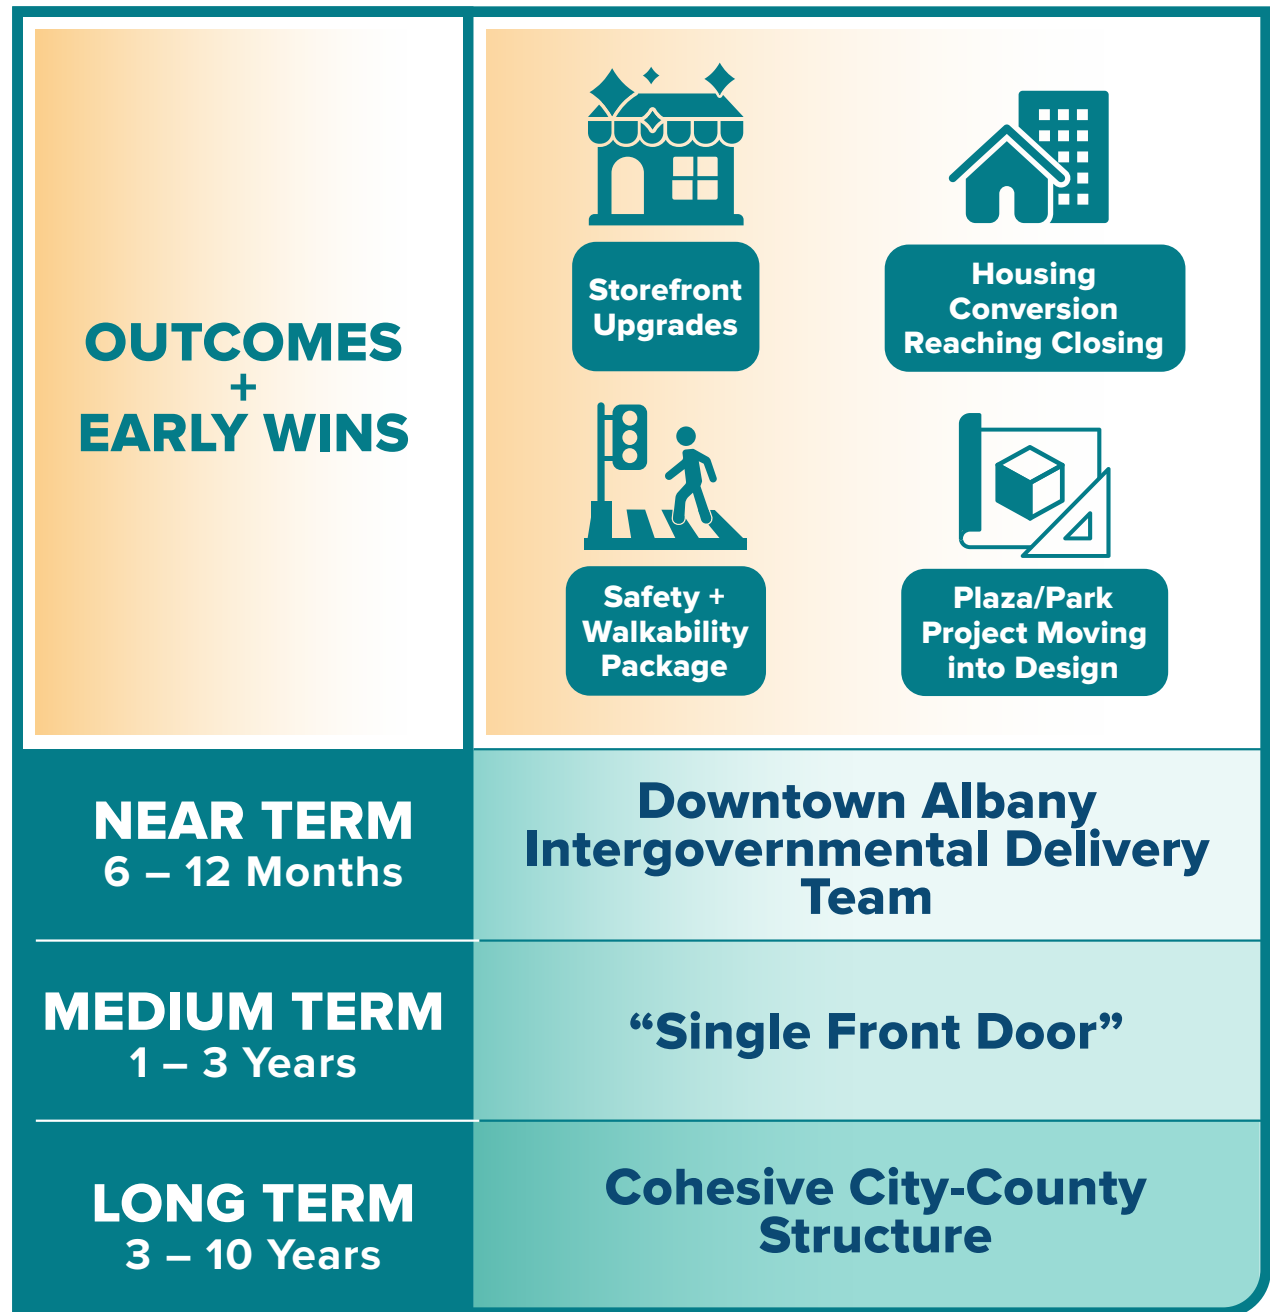 OUTCOMES
+
EARLY WINS
Storefront
Upgrades
Housing
Conversion
Reaching Closing
Safety +
Walkability
Package
Plaza/Park
Project Moving
into Design
NEAR TERM
6 – 12 Months
Downtown Albany
Intergovernmental Delivery
Team
MEDIUM TERM
1 – 3 Years
“Single Front Door”
LONG TERM
3 – 10 Years
Cohesive City-County
Structure